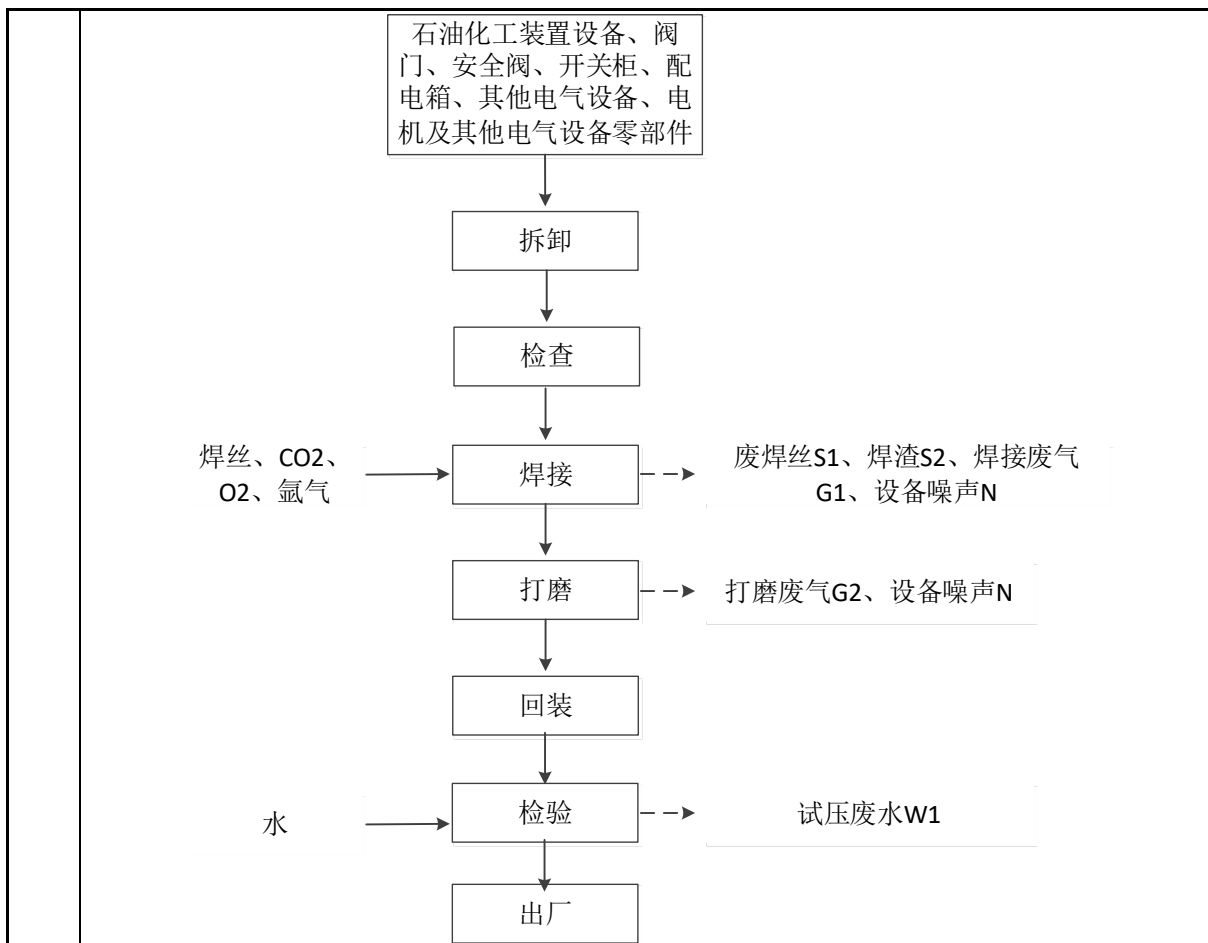 石油化工装置设备、阀
门、安全阀、开关柜、配
电箱、其他电气设备、电
机及其他电气设备零部件
拆卸
检查
焊丝、CO2、
O2、氩气
焊接
废焊丝S1、焊渣S2、焊接废气
G1、设备噪声N
打磨
打磨废气G2、设备噪声N
回装
水
检验
试压废水W1
出厂